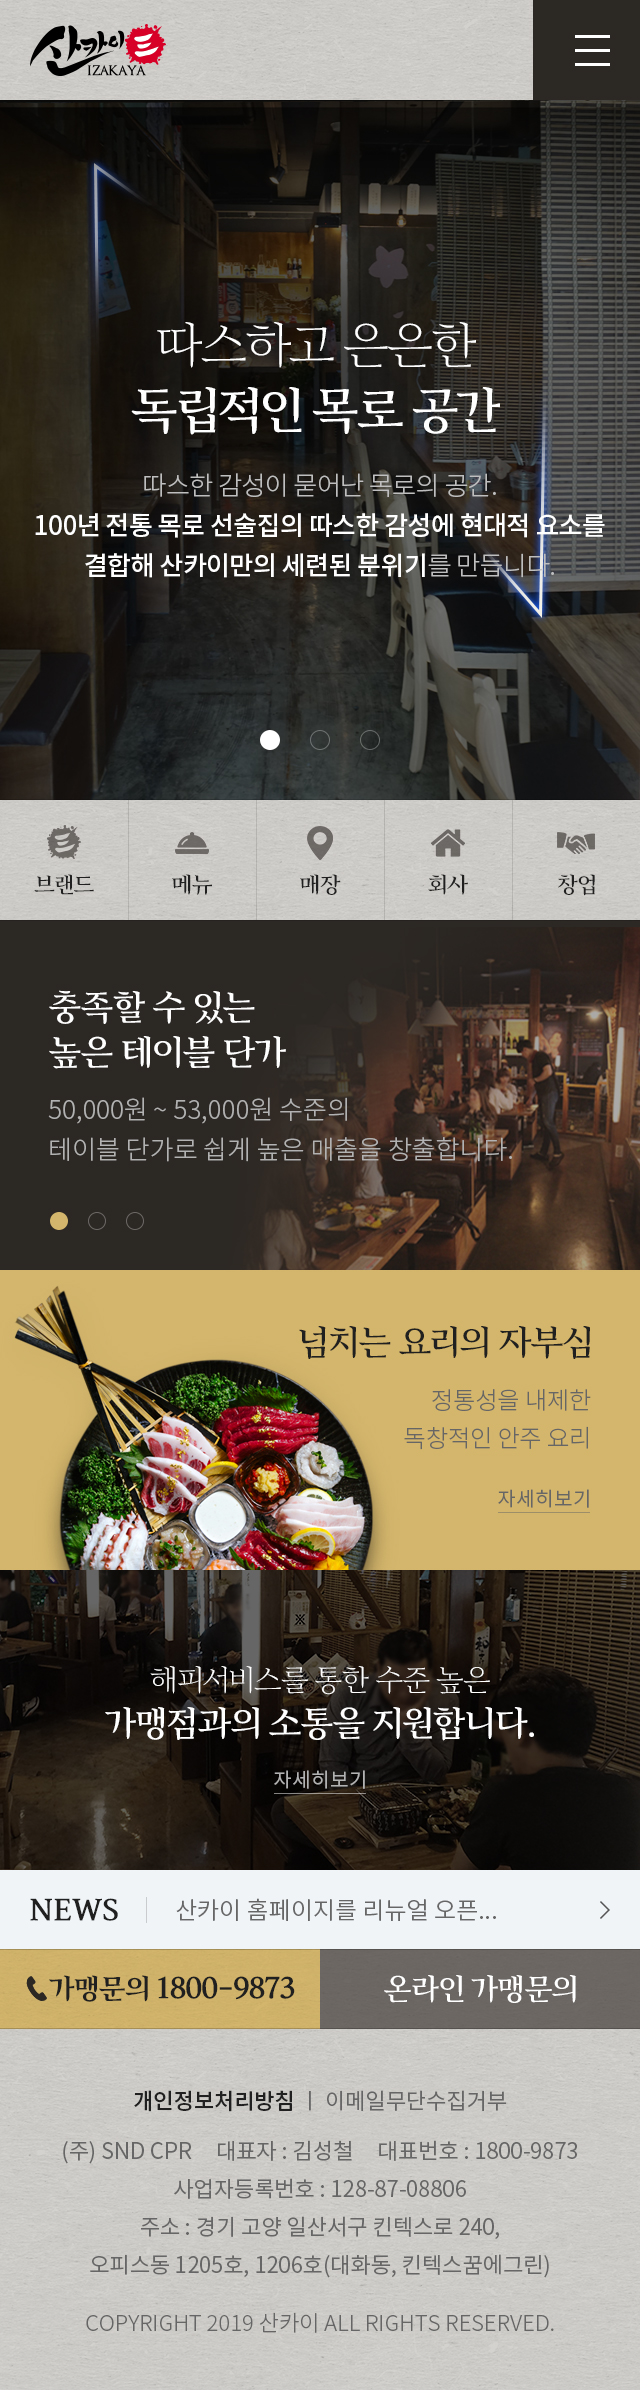 산카이
IZAKAYA
따스하고 은은한
독립적인 목로 공간
따스한 감성이 묻어난 목로의 공간.
100년 전통 목로 선술집의 따스한 감성에 현대적 요소를
결합해 산카이만의 세련된 분위기를 만듭니다.
브랜드 메뉴 매장 회사 창업
충족할 수 있는
높은 테이블 단가
50,000원 ~ 53,000원 수준의
테이블 단가로 쉽게 높은 매출을 창출합니다.
넘치는 요리의 자부심
정통성을 내제한
독창적인 안주 요리
자세히보기
해피서비스를 통한 수준 높은
가맹점과의 소통을 지원합니다.
자세히보기
NEWS 산카이 홈페이지를 리뉴얼 오픈...
가맹문의 1800-9873 온라인 가맹문의
개인정보처리방침 | 이메일무단수집거부
(주) SND CPR 대표자 : 김성철 대표번호 : 1800-9873
사업자등록번호 : 128-87-08806
주소 : 경기 고양 일산서구 킨텍스로 240,
오피스동 1205호, 1206호(대화동, 킨텍스꿈에그린)
COPYRIGHT 2019 산카이 ALL RIGHTS RESERVED.